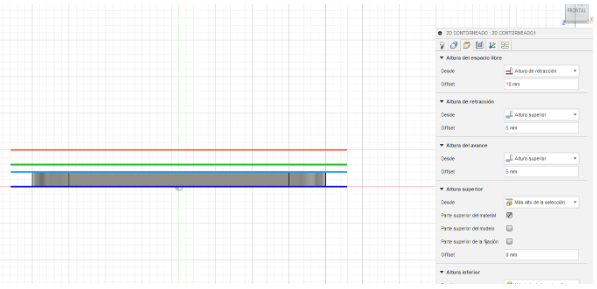 FRONTAL
2D CONTORNEADO : 2D CONTORNEADO5
Altura del espacio libre
Desde
Altura de retracción
Offset
10 mm
Altura de retracción
Desde
Altura superior
Offset
5 mm
Altura del avance
Desde
Altura superior
Offset
5 mm
Altura superior
Desde
Más alto de la selección
Parte superior del material
Parte superior del modelo
Parte superior de la fijación
Offset
0 mm
Altura inferior